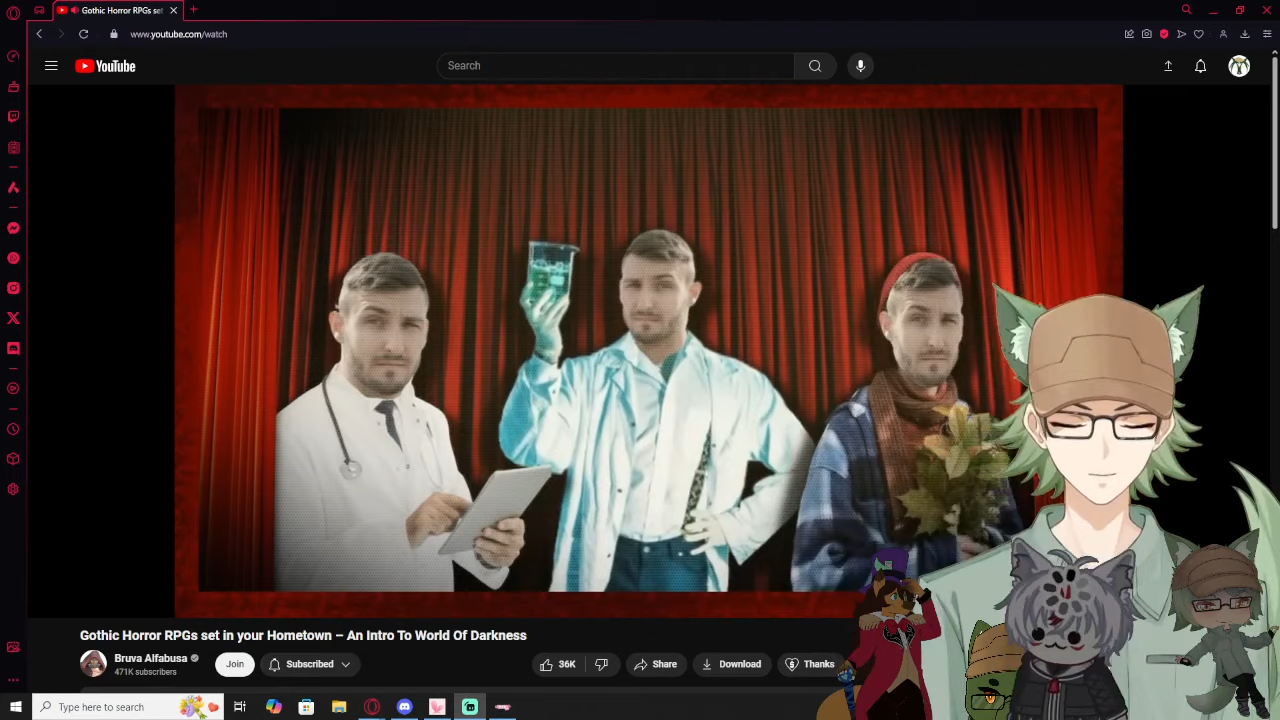 Gothic Horror RPGs set
www.youtube.com/watch
YouTube
Search
Gothic Horror RPGs set in your Hometown – An Intro To World Of Darkness
Bruva Alfabusa
471K subscribers
Join
Subscribed
36K
Share
Download
Thanks
Type here to search